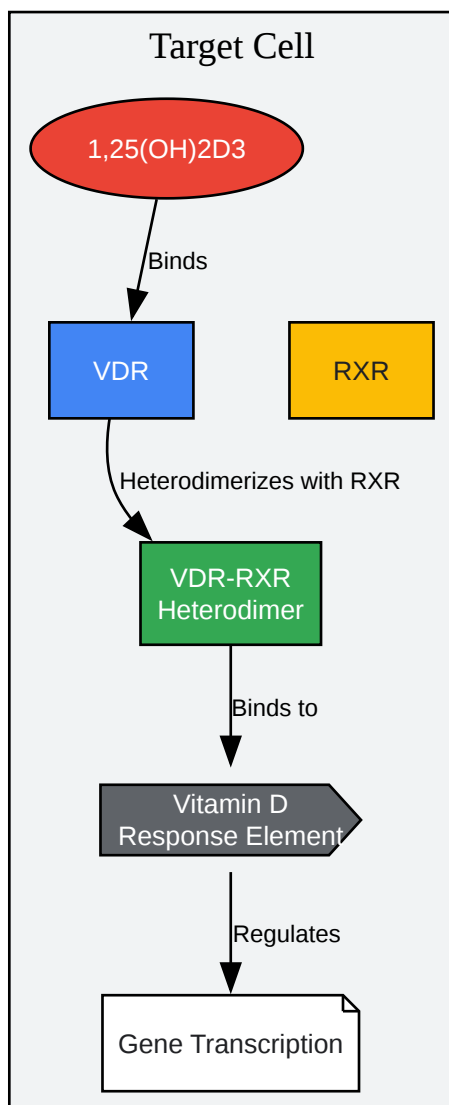 Target Cell
1,25(OH)2D3
Binds
VDR
RXR
Heterodimerizes with RXR
VDR-RXR
Heterodimer
Binds to
Vitamin D
Response Element
Regulates
Gene Transcription